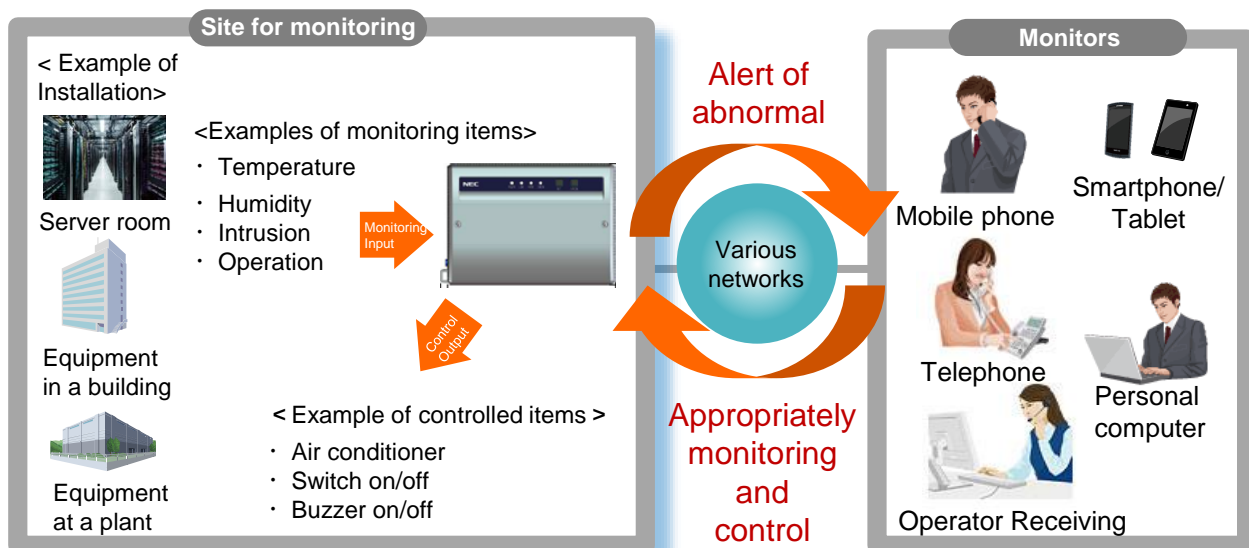 Site for monitoring
< Example of
Installation>
Server room
Equipment
in a building
Equipment
at a plant
<Examples of monitoring items>
・ Temperature
・ Humidity
・ Intrusion
・ Operation
Monitoring
Input
NEC
Control
Output
< Example of controlled items >
・ Air conditioner
・ Switch on/off
・ Buzzer on/off
Alert of
abnormal
Various
networks
Appropriately
monitoring
and
control
Monitors
Mobile phone
Smartphone/
Tablet
Telephone
Personal
computer
Operator Receiving